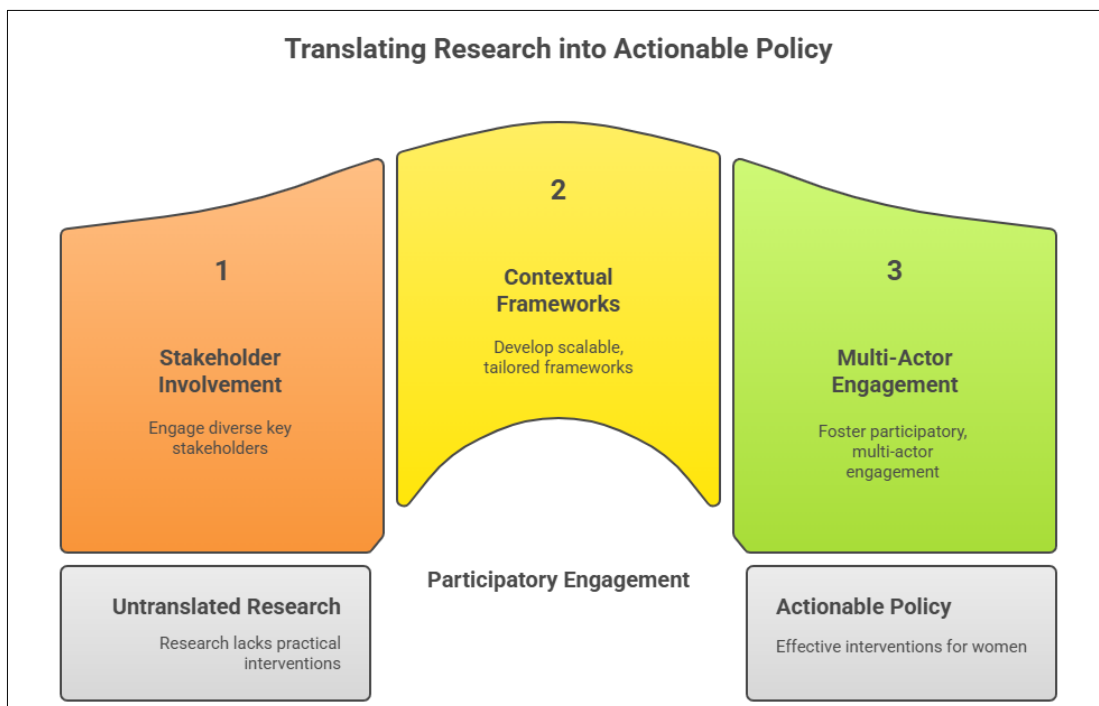 Translating Research into Actionable Policy
1
Stakeholder
Involvement
Engage diverse key
stakeholders
2
Contextual
Frameworks
Develop scalable,
tailored frameworks
3
Multi-Actor
Engagement
Foster participatory,
multi-actor
engagement
Untranslated Research
Research lacks practical
interventions
Participatory Engagement
Actionable Policy
Effective interventions for women